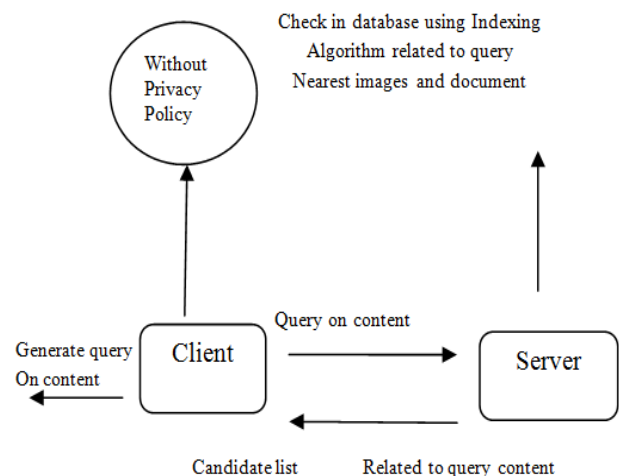 Check in database using Indexing
Algorithm related to query
Nearest images and document
Without
Privacy
Policy
Query on content
Generate query
On content
Client
Server
Candidate list
Related to query content